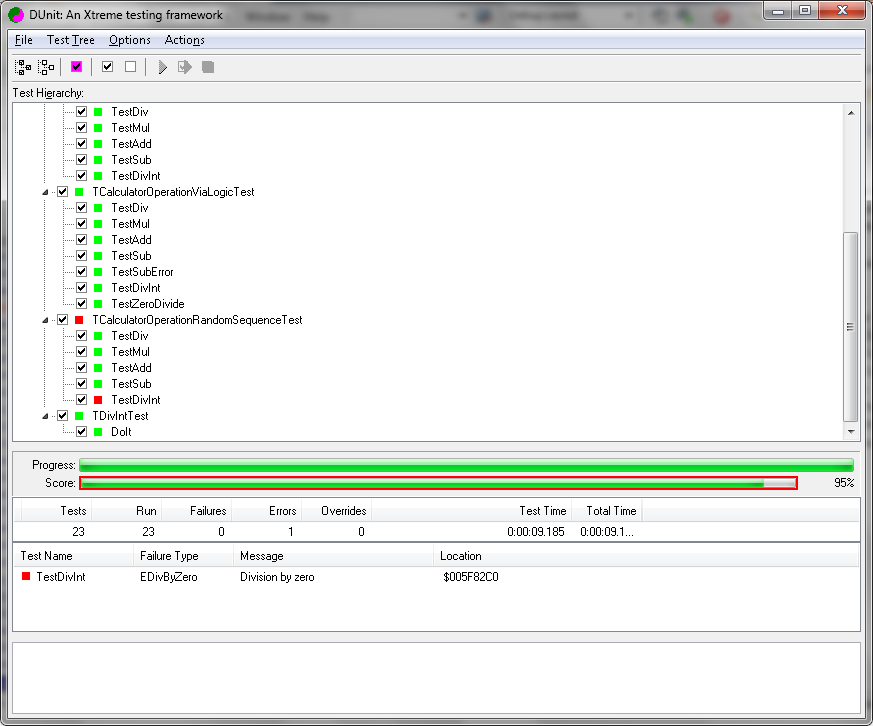 DUnit: An Xtreme testing framework
File Test Tree Options Actions
Test Hierarchy:
TestDiv
TestMul
TestAdd
TestSub
TestDivInt
TCalculatorOperationViaLogicTest
TestDiv
TestMul
TestAdd
TestSub
TestSubError
TestDivInt
TestZeroDivide
TCalculatorOperationRandomSequenceTest
TestDiv
TestMul
TestAdd
TestSub
TestDivInt
TDivIntTest
DoIt
Progress:
Score: 95%
Tests Run Failures Errors Overrides Test Time Total Time
23 23 0 1 0 0:00:09.185 0:00:09.1...
Test Name Failure Type Message Location
TestDivInt EDivByZero Division by zero $005F82C0